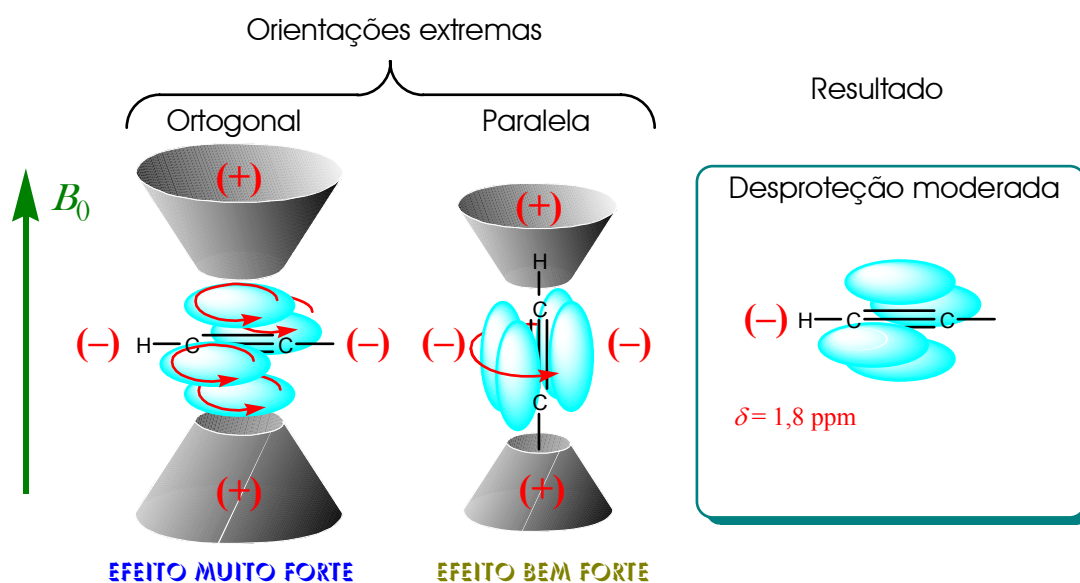 Orientações extremas
Ortogonal
Paralela
Resultado
B₀
(+)
(+)
Desproteção moderada
H
C
(–)
H
C
C
(–)
(–)
+
(–)
(–)
H
C
C
C
δ = 1,8 ppm
(+)
(+)
EFEITO MUITO FORTE
EFEITO BEM FORTE